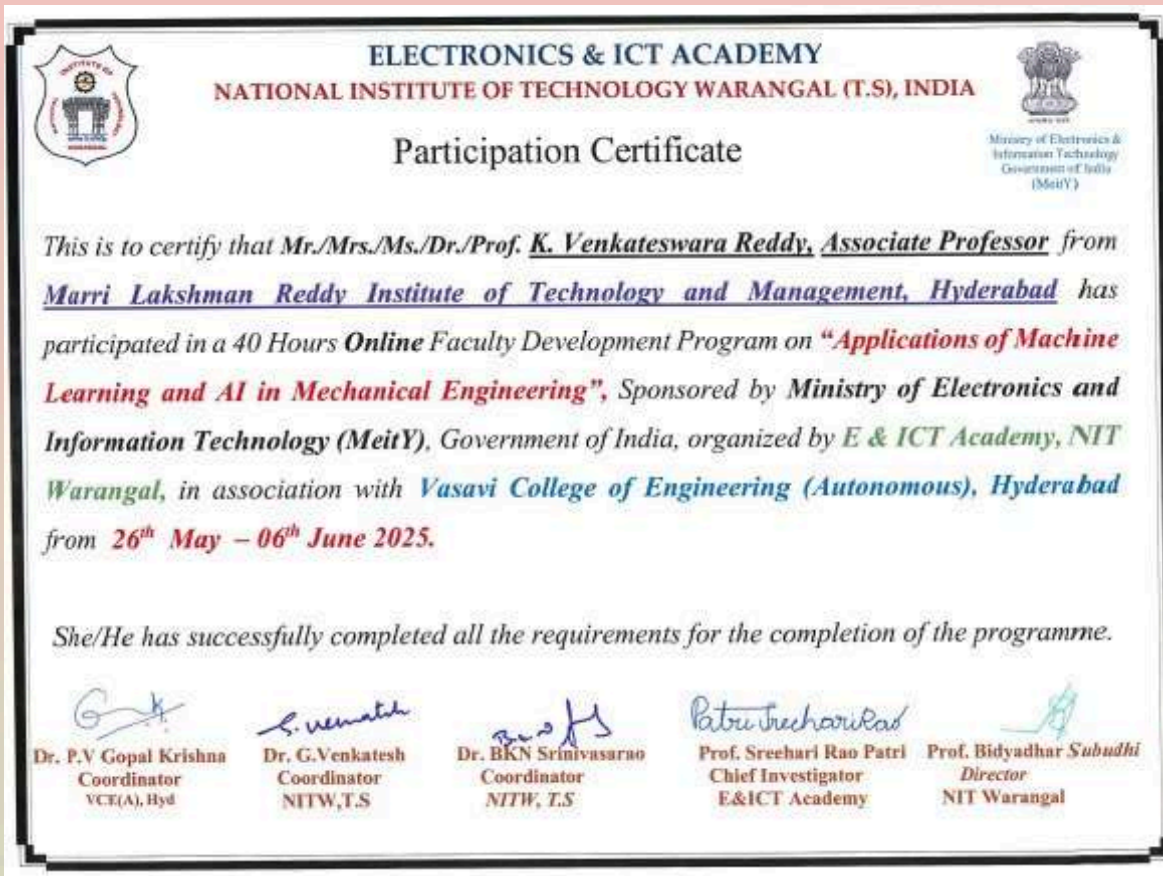 ELECTRONICS & ICT ACADEMY
NATIONAL INSTITUTE OF TECHNOLOGY WARANGAL (T.S), INDIA
Participation Certificate
INSTITUTE OF
Ministry of Electronics &
Information Technology
Government of India
(MeitY)
This is to certify that Mr./Mrs./Ms./Dr./Prof. K. Venkateswara Reddy, Associate Professor from
Marri Lakshman Reddy Institute of Technology and Management, Hyderabad has
participated in a 40 Hours Online Faculty Development Program on “Applications of Machine
Learning and AI in Mechanical Engineering”, Sponsored by Ministry of Electronics and
Information Technology (MeitY), Government of India, organized by E & ICT Academy, NIT
Warangal, in association with Vasavi College of Engineering (Autonomous), Hyderabad
from 26th May – 06th June 2025.
She/He has successfully completed all the requirements for the completion of the programme.
Patri Sreehari Rao
Dr. P.V Gopal Krishna
Coordinator
VCE(A), Hyd
Dr. G.Venkatesh
Coordinator
NITW,T.S
Dr. BKN Srinivasarao
Coordinator
NITW, T.S
Prof. Sreehari Rao Patri
Chief Investigator
E&ICT Academy
Prof. Bidyadhar Subudhi
Director
NIT Warangal